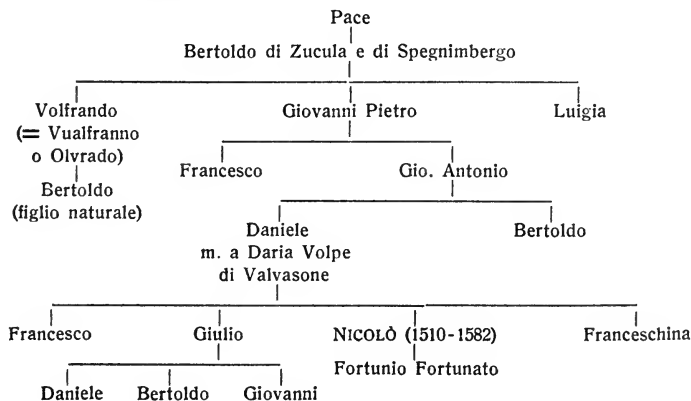 Pace
Bertoldo di Zucula e di Spegnimbergo
Volfrando Giovanni Pietro Luigia
(= Vualfranno
o Olvrado)
Francesco Gio. Antonio
Bertoldo
(figlio naturale)
Daniele Bertoldo
m. a Daria Volpe
di Valvasone
Francesco Giulio NICOLÒ (1510-1582) Franceschina
Fortunio Fortunato
Daniele Bertoldo Giovanni